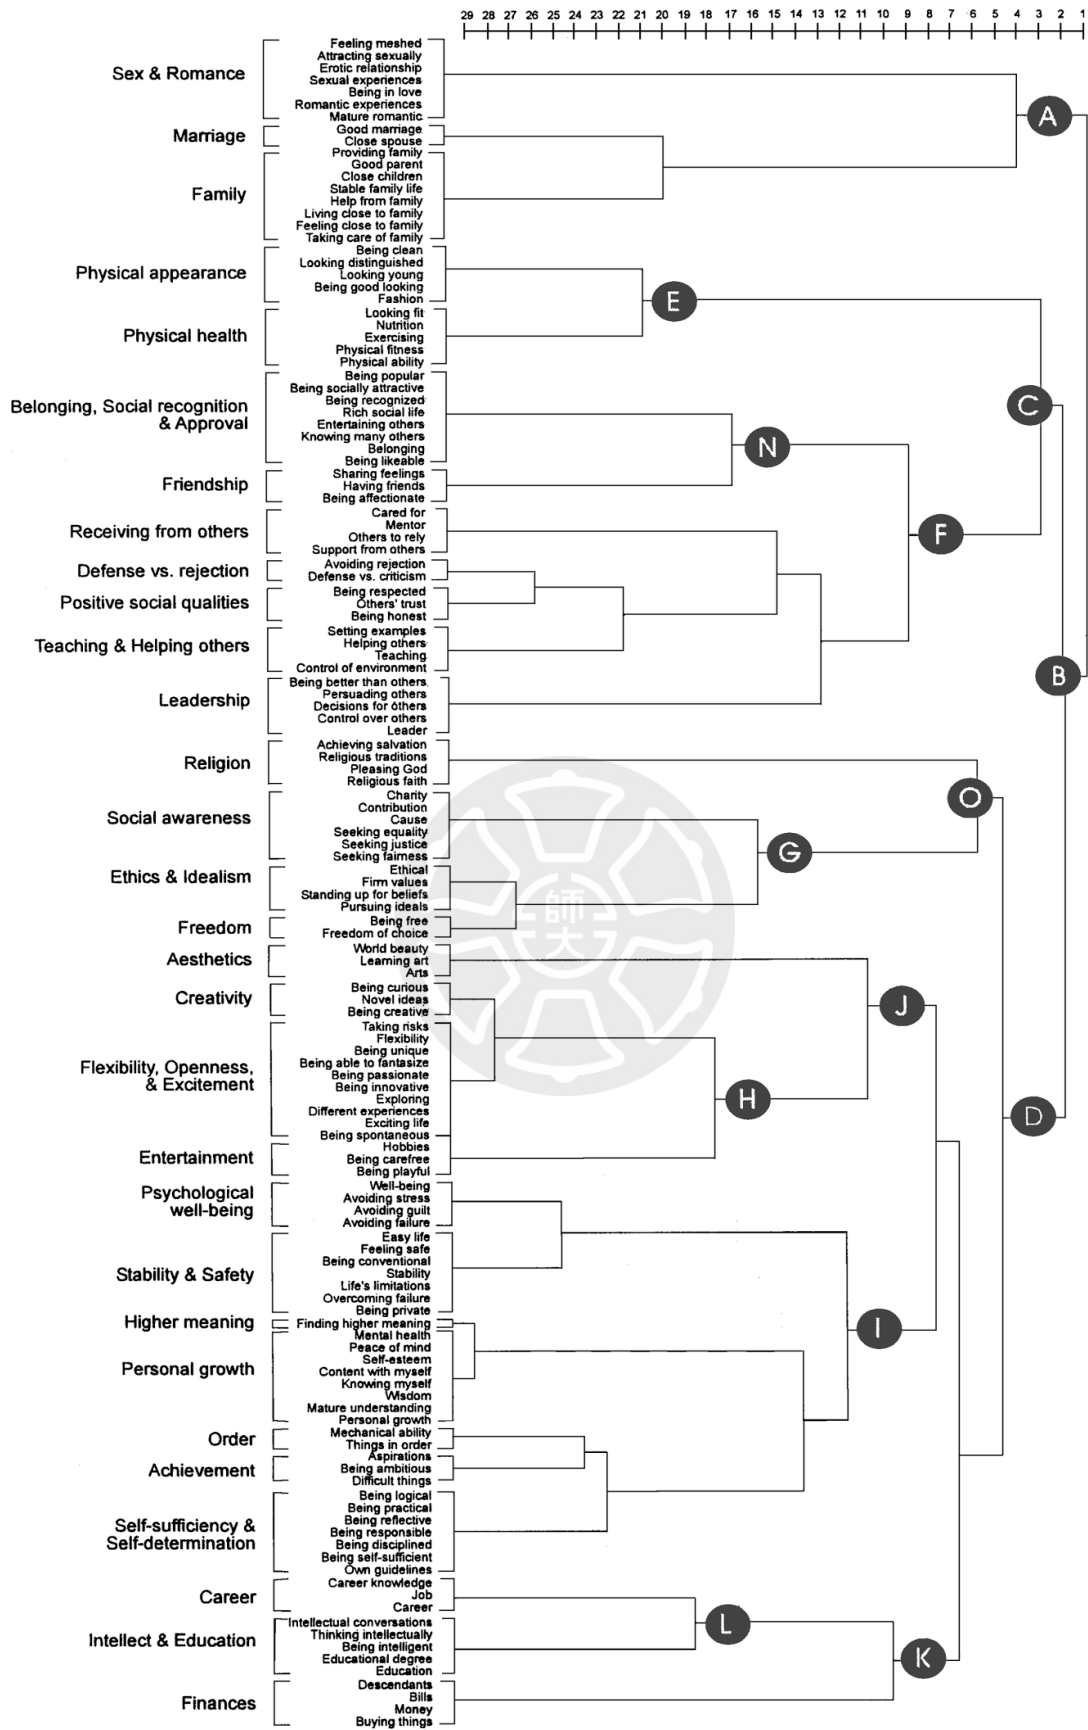 29 28 27 26 25 24 23 22 21 20 19 18 17 16 15 14 13 12 11 10 9 8 7 6 5 4 3 2 1
Sex & Romance
Feeling meshed
Attracting sexually
Erotic relationship
Sexual experiences
Being in love
Romantic experiences
Mature romantic
A
Marriage
Good marriage
Close spouse
Family
Providing family
Good parent
Close children
Stable family life
Help from family
Living close to family
Feeling close to family
Taking care of family
Physical appearance
Being clean
Looking distinguished
Looking young
Being good looking
Fashion
E
Physical health
Looking fit
Nutrition
Exercising
Physical fitness
Physical ability
Belonging, Social recognition
& Approval
Being popular
Being socially attractive
Being recognized
Rich social life
Entertaining others
Knowing many others
Belonging
Being likeable
C
N
Friendship
Sharing feelings
Having friends
Being affectionate
Receiving from others
Cared for
Mentor
Others to rely
Support from others
F
Defense vs. rejection
Avoiding rejection
Defense vs. criticism
Positive social qualities
Being respected
Others' trust
Being honest
Teaching & Helping others
Setting examples
Helping others
Teaching
Control of environment
B
Leadership
Being better than others
Persuading others
Decisions for others
Control over others
Leader
Religion
Achieving salvation
Religious traditions
Pleasing God
Religious faith
O
Social awareness
Charity
Contribution
Cause
Seeking equality
Seeking justice
Seeking fairness
G
Ethics & Idealism
Ethical
Firm values
Standing up for beliefs
Pursuing ideals
師大
Freedom
Being free
Freedom of choice
Aesthetics
World beauty
Learning art
Arts
Creativity
Being curious
Novel ideas
Being creative
J
Flexibility, Openness,
& Excitement
Taking risks
Flexibility
Being unique
Being able to fantasize
Being passionate
Being innovative
Exploring
Different experiences
Exciting life
Being spontaneous
H
D
Entertainment
Hobbies
Being carefree
Being playful
Psychological
well-being
Well-being
Avoiding stress
Avoiding guilt
Avoiding failure
Stability & Safety
Easy life
Feeling safe
Being conventional
Stability
Life's limitations
Overcoming failure
Being private
Higher meaning
Finding higher meaning
I
Personal growth
Mental health
Peace of mind
Self-esteem
Content with myself
Knowing myself
Wisdom
Mature understanding
Personal growth
Order
Mechanical ability
Things in order
Achievement
Aspirations
Being ambitious
Difficult things
Self-sufficiency &
Self-determination
Being logical
Being practical
Being reflective
Being responsible
Being disciplined
Being self-sufficient
Own guidelines
Career
Career knowledge
Job
Career
L
Intellect & Education
Intellectual conversations
Thinking intellectually
Being intelligent
Educational degree
Education
K
Finances
Descendants
Bills
Money
Buying things